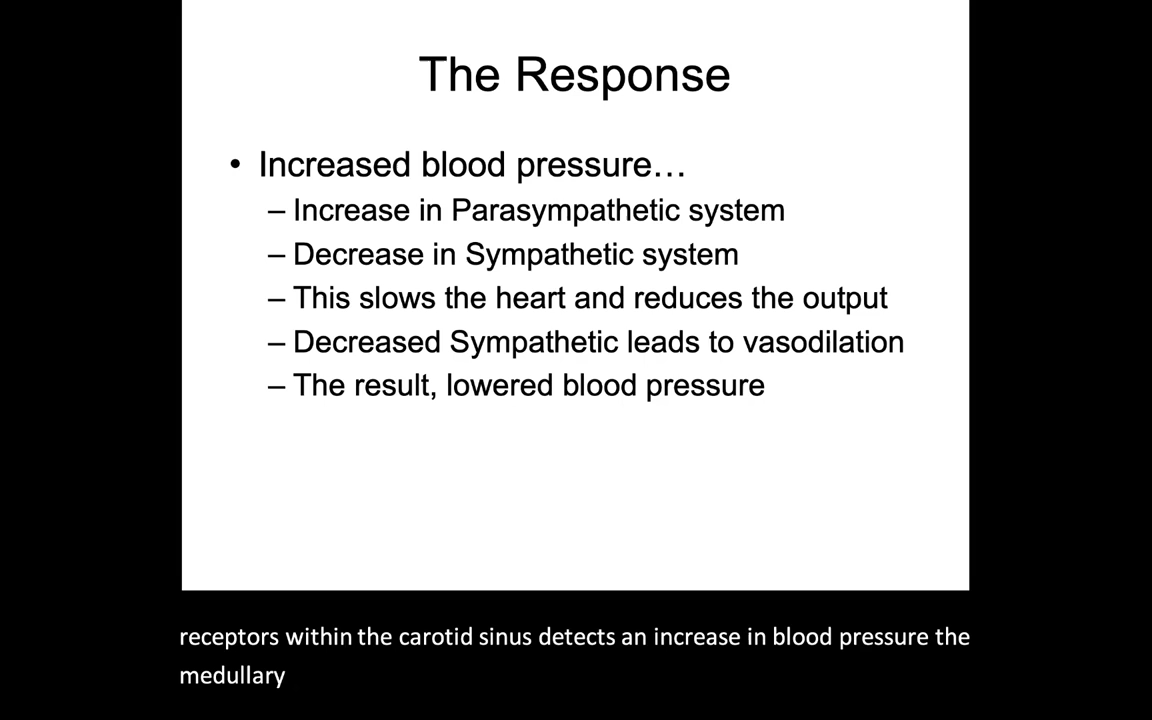 The Response
• Increased blood pressure…
– Increase in Parasympathetic system
– Decrease in Sympathetic system
– This slows the heart and reduces the output
– Decreased Sympathetic leads to vasodilation
– The result, lowered blood pressure
receptors within the carotid sinus detects an increase in blood pressure the
medullary